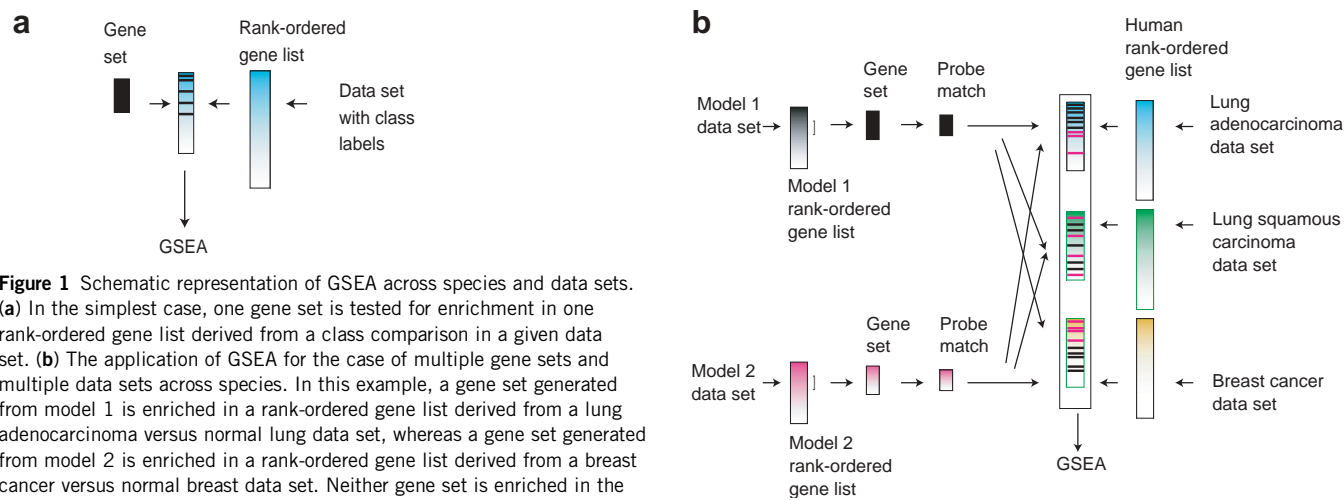 a
Gene
set
Rank-ordered
gene list
Data set
with class
labels
GSEA
Figure 1 Schematic representation of GSEA across species and data sets.
(a) In the simplest case, one gene set is tested for enrichment in one
rank-ordered gene list derived from a class comparison in a given data
set. (b) The application of GSEA for the case of multiple gene sets and
multiple data sets across species. In this example, a gene set generated
from model 1 is enriched in a rank-ordered gene list derived from a lung
adenocarcinoma versus normal lung data set, whereas a gene set generated
from model 2 is enriched in a rank-ordered gene list derived from a breast
cancer versus normal breast data set. Neither gene set is enriched in the
b
Model 1
data set
Model 1
rank-ordered
gene list
Gene
set
Probe
match
Human
rank-ordered
gene list
Lung
adenocarcinoma
data set
Lung squamous
carcinoma
data set
Model 2
data set
Model 2
rank-ordered
gene list
Gene
set
Probe
match
Breast cancer
data set
GSEA